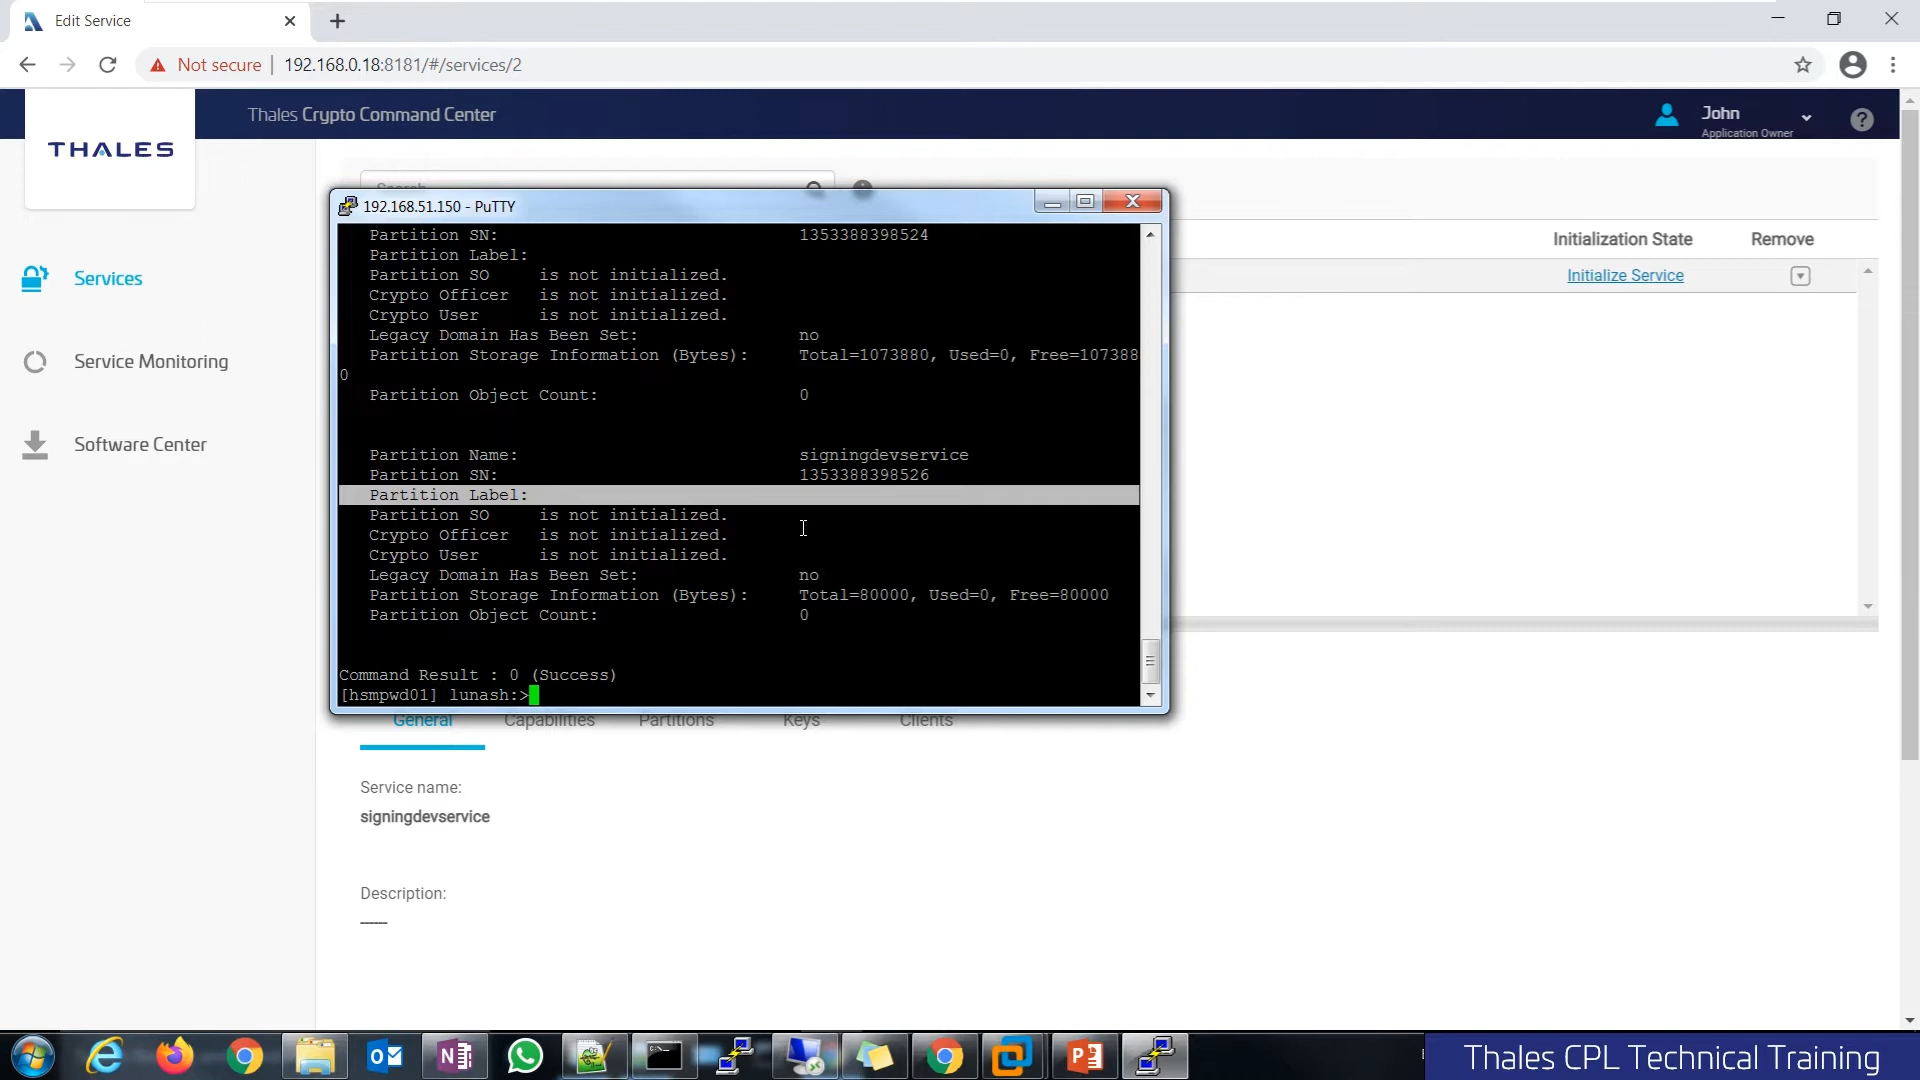 Edit Service
Not secure
192.168.0.18:8181/#/services/2
Thales Crypto Command Center
John
Application Owner
THALES
192.168.51.150 - PuTTY
Initialization State
Remove
Initialize Service
Services
Service Monitoring
Software Center
Partition SN: 1353388398524
Partition Label:
Partition SO is not initialized.
Crypto Officer is not initialized.
Crypto User is not initialized.
Legacy Domain Has Been Set: no
Partition Storage Information (Bytes): Total=1073880, Used=0, Free=107388
0
Partition Object Count: 0
Partition Name: signingdevservice
Partition SN: 1353388398526
Partition Label:
Partition SO is not initialized.
Crypto Officer is not initialized.
Crypto User is not initialized.
Legacy Domain Has Been Set: no
Partition Storage Information (Bytes): Total=80000, Used=0, Free=80000
Partition Object Count: 0
Command Result : 0 (Success)
[hsmpwd01] lunash:>
General
Capabilities
Partitions
Keys
Clients
Service name:
signingdevservice
Description:
Thales CPL Technical Training